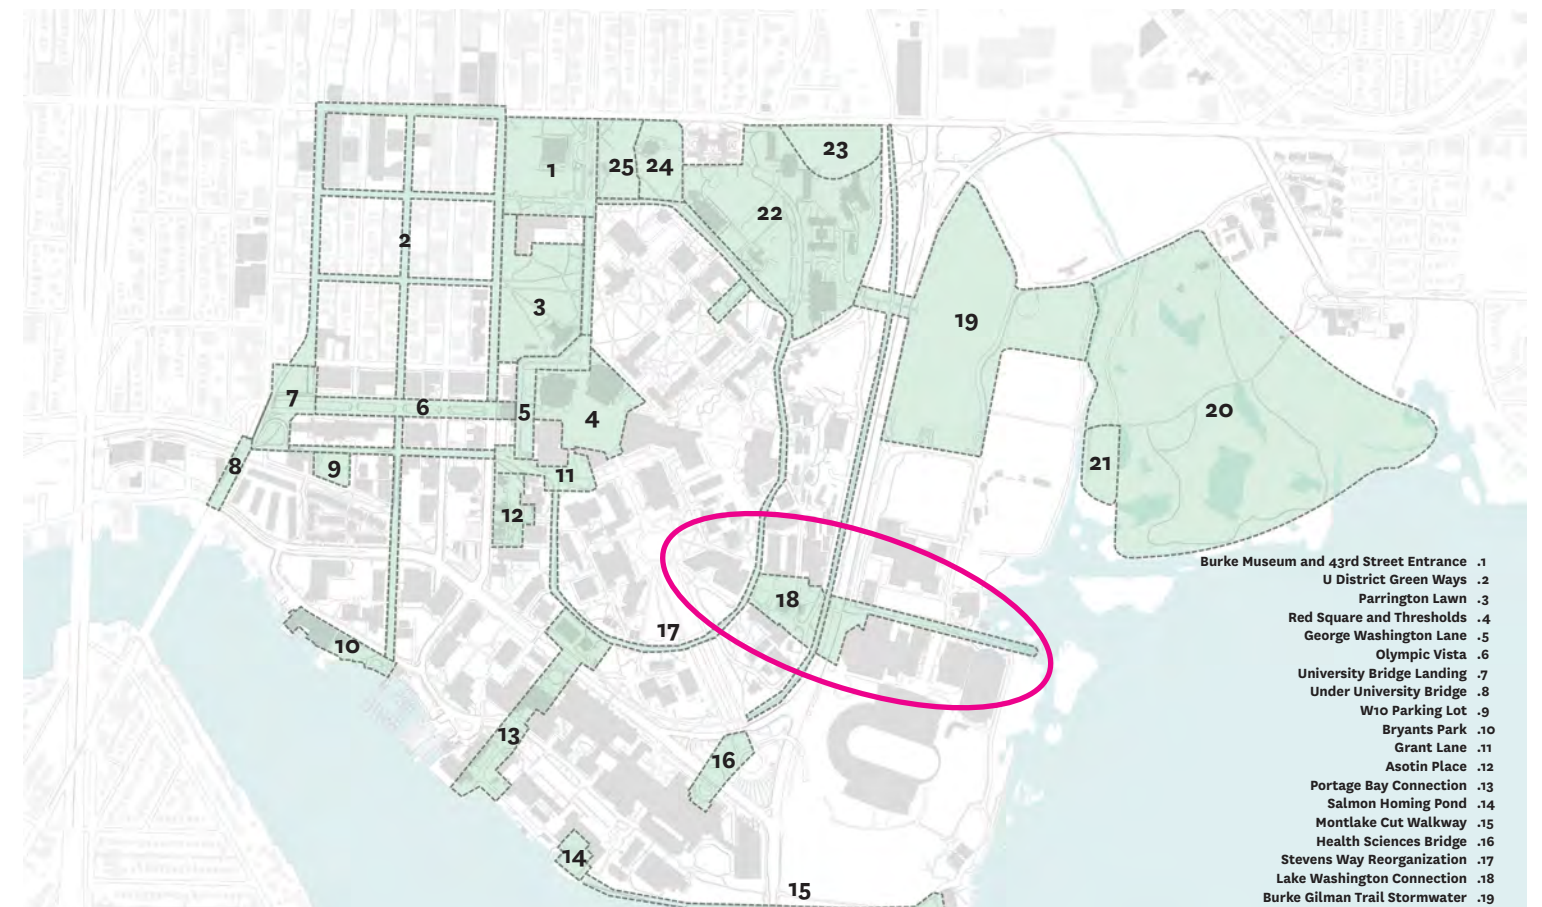 23
25 24
1
22
2
3
19
7
6
5
4
20
8
9
11
21
12
18
17
10
13
16
14
15
Burke Museum and 43rd Street Entrance .1
U District Green Ways .2
Parrington Lawn .3
Red Square and Thresholds .4
George Washington Lane .5
Olympic Vista .6
University Bridge Landing .7
Under University Bridge .8
W10 Parking Lot .9
Bryants Park .10
Grant Lane .11
Asotin Place .12
Portage Bay Connection .13
Salmon Homing Pond .14
Montlake Cut Walkway .15
Health Sciences Bridge .16
Stevens Way Reorganization .17
Lake Washington Connection .18
Burke Gilman Trail Stormwater .19